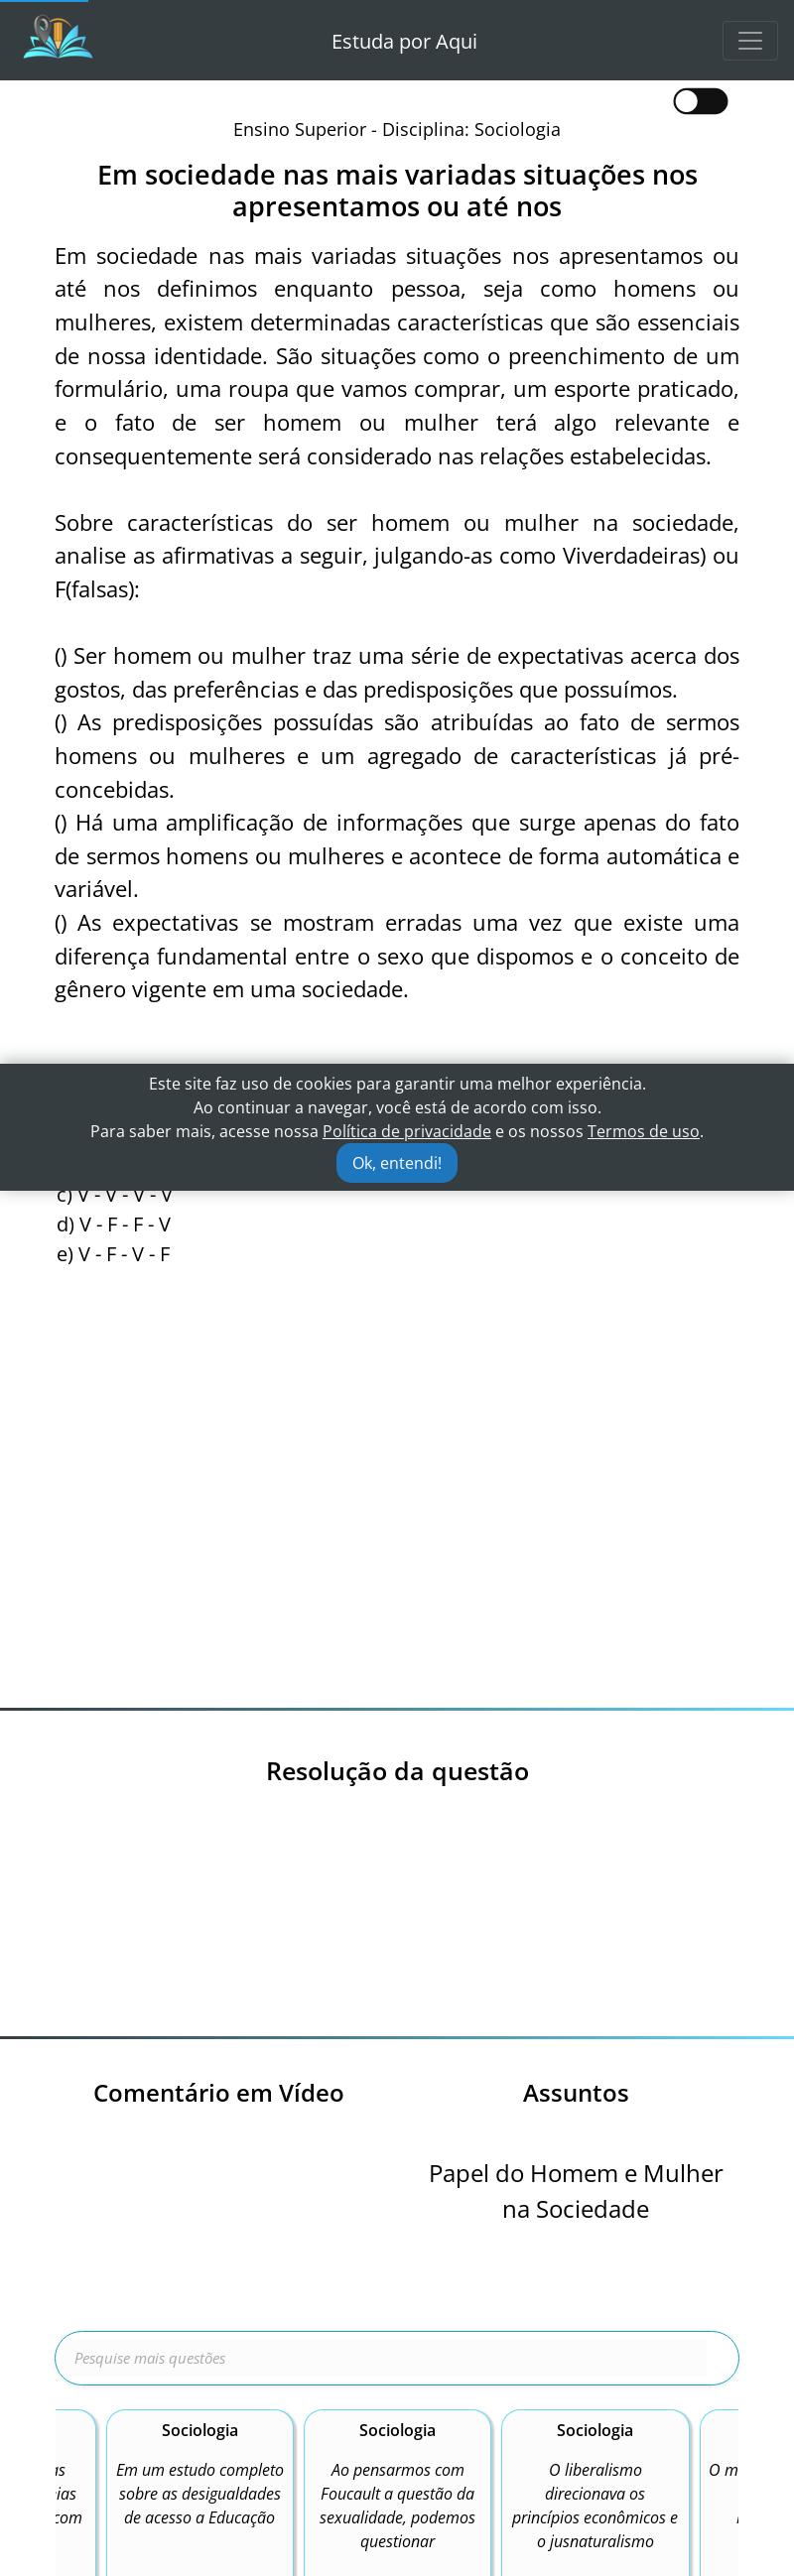 Estuda por Aqui
Ensino Superior - Disciplina: Sociologia
Em sociedade nas mais variadas situações nos
apresentamos ou até nos
Em sociedade nas mais variadas situações nos apresentamos ou
até nos definimos enquanto pessoa, seja como homens ou
mulheres, existem determinadas características que são essenciais
de nossa identidade. São situações como o preenchimento de um
formulário, uma roupa que vamos comprar, um esporte praticado,
e o fato de ser homem ou mulher terá algo relevante e
consequentemente será considerado nas relações estabelecidas.
Sobre características do ser homem ou mulher na sociedade,
analise as afirmativas a seguir, julgando-as como Viverdadeiras) ou
F(falsas):
() Ser homem ou mulher traz uma série de expectativas acerca dos
gostos, das preferências e das predisposições que possuímos.
() As predisposições possuídas são atribuídas ao fato de sermos
homens ou mulheres e um agregado de características já pré-
concebidas.
() Há uma amplificação de informações que surge apenas do fato
de sermos homens ou mulheres e acontece de forma automática e
variável.
() As expectativas se mostram erradas uma vez que existe uma
diferença fundamental entre o sexo que dispomos e o conceito de
gênero vigente em uma sociedade.
Este site faz uso de cookies para garantir uma melhor experiência.
Ao continuar a navegar, você está de acordo com isso.
Para saber mais, acesse nossa Política de privacidade e os nossos Termos de uso.
Ok, entendi!
c) V - V - V - V
d) V - F - F - V
e) V - F - V - F
Resolução da questão
Comentário em Vídeo
Assuntos
Papel do Homem e Mulher
na Sociedade
Pesquise mais questões
Sociologia
Em um estudo completo
sobre as desigualdades
de acesso a Educação
Sociologia
Ao pensarmos com
Foucault a questão da
sexualidade, podemos
questionar
Sociologia
O liberalismo
direcionava os
princípios econômicos e
o jusnaturalismo